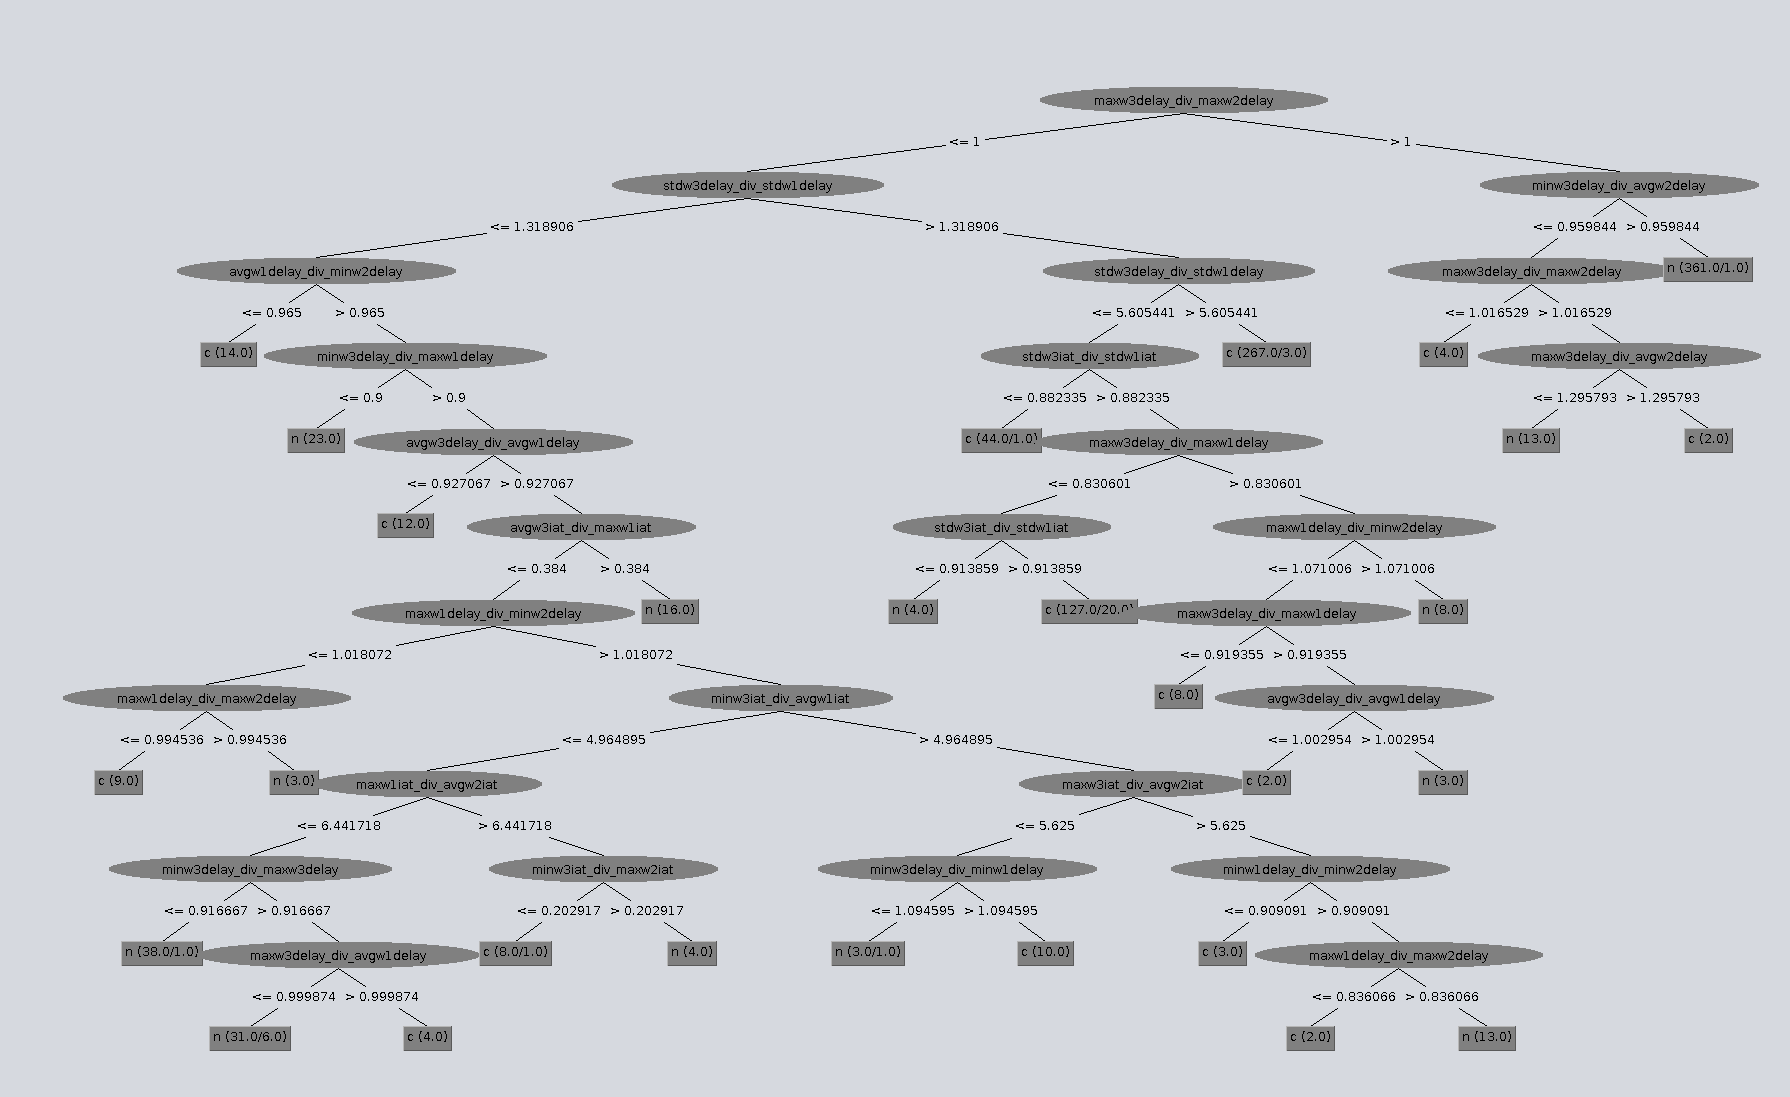 maxw3delay_div_maxw2delay
<= 1 > 1
stdw3delay_div_stdw1delay minw3delay_div_avgw2delay
<= 1.318906 > 1.318906 <= 0.959844 > 0.959844
avgw1delay_div_minw2delay stdw3delay_div_stdw1delay maxw3delay_div_maxw2delay n (361.0/1.0)
<= 0.965 > 0.965 <= 5.605441 > 5.605441 <= 1.016529 > 1.016529
c (14.0) minw3delay_div_maxw1delay stdw3iat_div_stdw1iat c (267.0/3.0) c (4.0) maxw3delay_div_avgw2delay
<= 0.9 > 0.9 <= 0.882335 > 0.882335 <= 1.295793 > 1.295793
n (23.0) avgw3delay_div_avgw1delay c (44.0/1.0) maxw3delay_div_maxw1delay n (13.0) c (2.0)
<= 0.927067 > 0.927067 <= 0.830601 > 0.830601
c (12.0) avgw3iat_div_maxw1iat stdw3iat_div_stdw1iat maxw1delay_div_minw2delay
<= 0.384 > 0.384 <= 0.913859 > 0.913859 <= 1.071006 > 1.071006
maxw1delay_div_minw2delay n (16.0) n (4.0) c (127.0/20.0) maxw3delay_div_maxw1delay n (8.0)
<= 1.018072 > 1.018072 <= 0.919355 > 0.919355
maxw1delay_div_maxw2delay minw3iat_div_avgw1iat c (8.0) avgw3delay_div_avgw1delay
<= 0.994536 > 0.994536 <= 4.964895 > 4.964895 <= 1.002954 > 1.002954
c (9.0) n (3.0) maxw1iat_div_avgw2iat maxw3iat_div_avgw2iat c (2.0) n (3.0)
<= 6.441718 > 6.441718 <= 5.625 > 5.625
minw3delay_div_maxw3delay minw3iat_div_maxw2iat minw3delay_div_minw1delay minw1delay_div_minw2delay
<= 0.916667 > 0.916667 <= 0.202917 > 0.202917 <= 1.094595 > 1.094595 <= 0.909091 > 0.909091
n (38.0/1.0) maxw3delay_div_avgw1delay c (8.0/1.0) n (4.0) n (3.0/1.0) c (10.0) c (3.0) maxw1delay_div_maxw2delay
<= 0.999874 > 0.999874 <= 0.836066 > 0.836066
n (31.0/6.0) c (4.0) c (2.0) n (13.0)